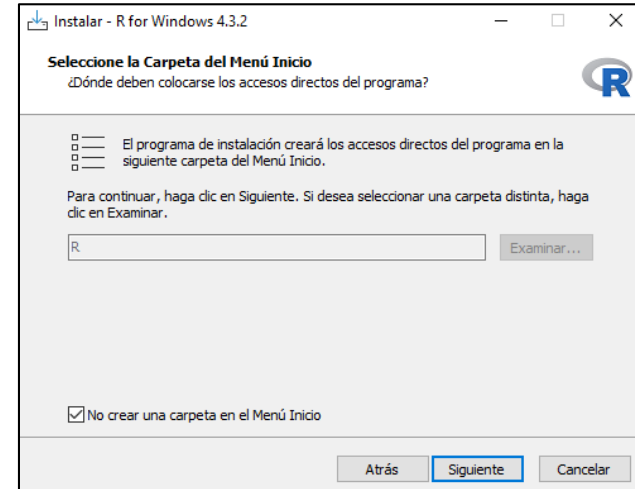 Instalar - R for Windows 4.3.2
Seleccione la Carpeta del Menú Inicio
¿Dónde deben colocarse los accesos directos del programa?
R
El programa de instalación creará los accesos directos del programa en la
siguiente carpeta del Menú Inicio.
Para continuar, haga clic en Siguiente. Si desea seleccionar una carpeta distinta, haga
clic en Examinar.
R
Examinar...
No crear una carpeta en el Menú Inicio
Atrás
Siguiente
Cancelar